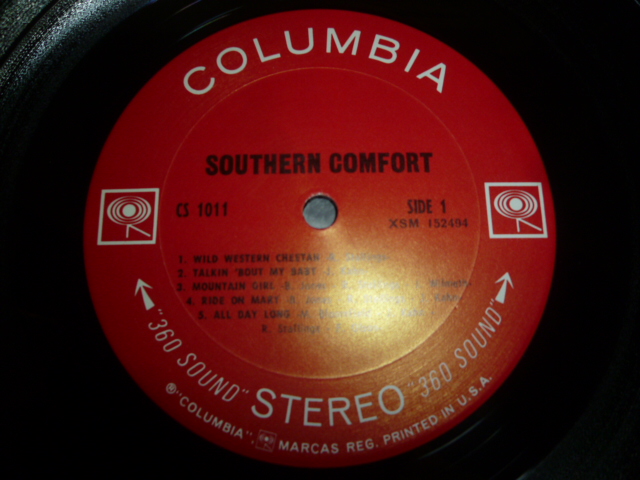 COLUMBIA
SOUTHERN COMFORT
CS 1011
SIDE 1
XSM 152404
1. WILD WESTERN
2. TALKIN 'BOUT MY BABY
3. MOUNTAIN GIRL
4. RIDE ON MARY
5. ALL DAY LONG
"360 SOUND" STEREO "360 SOUND"
® "COLUMBIA", MARCAS REG. PRINTED IN U.S.A.